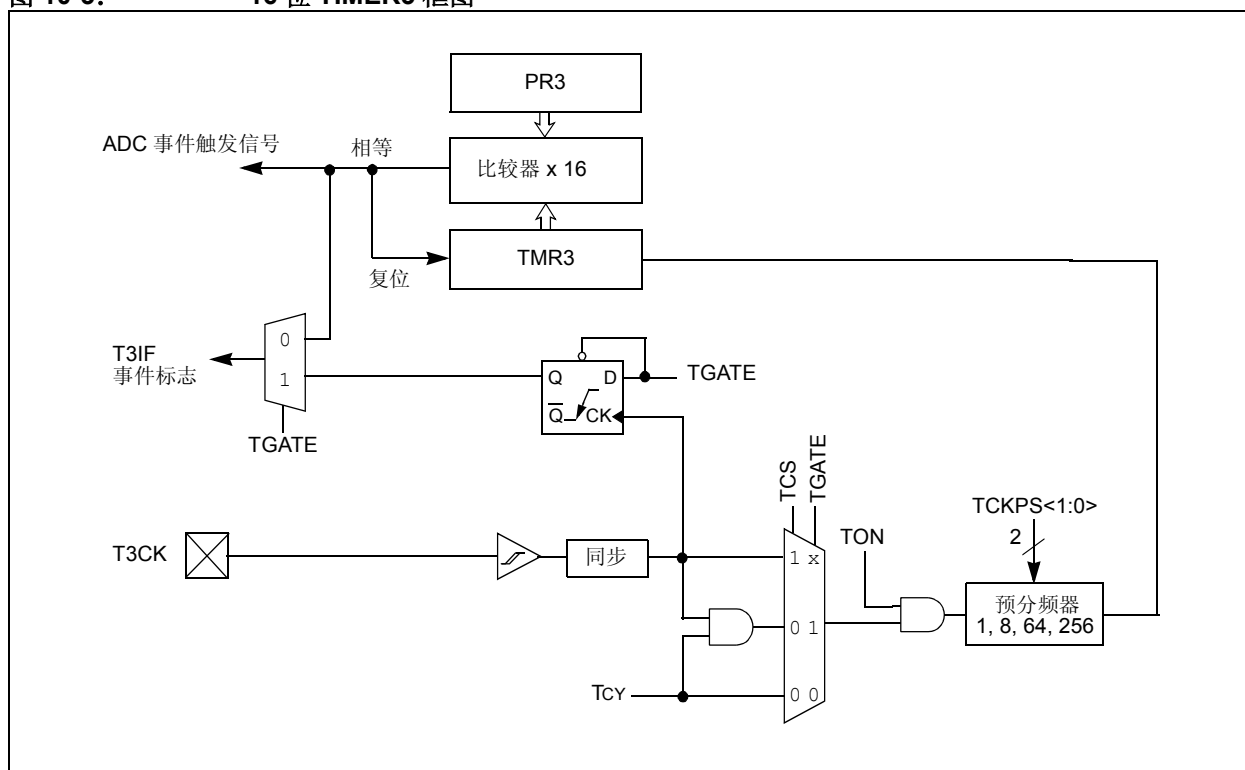 PR3
ADC 事件触发信号
相等
比较器 x 16
TMR3
复位
0
1
T3IF
事件标志
TGATE
Q
D
TGATE
Q
CK
TCS
TGATE
TCKPS<1:0>
2
TON
T3CK
同步
1 x
预分频器
1, 8, 64, 256
0 1
TCY
0 0